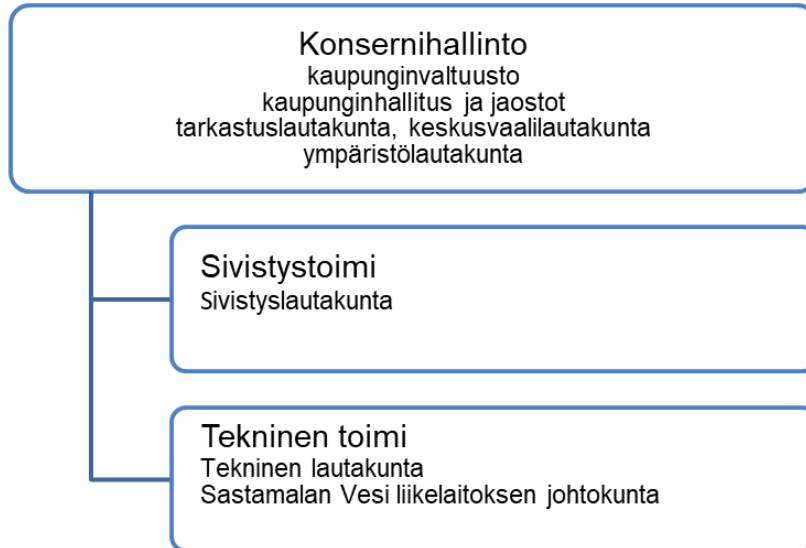 Konsernihallinto
kaupunginvaltuusto
kaupunginhallitus ja jaostot
tarkastuslautakunta, keskusvaalilautakunta
ympäristölautakunta
Sivistystoimi
Sivistyslautakunta
Tekninen toimi
Tekninen lautakunta
Sastamalan Vesi liikelaitoksen johtokunta